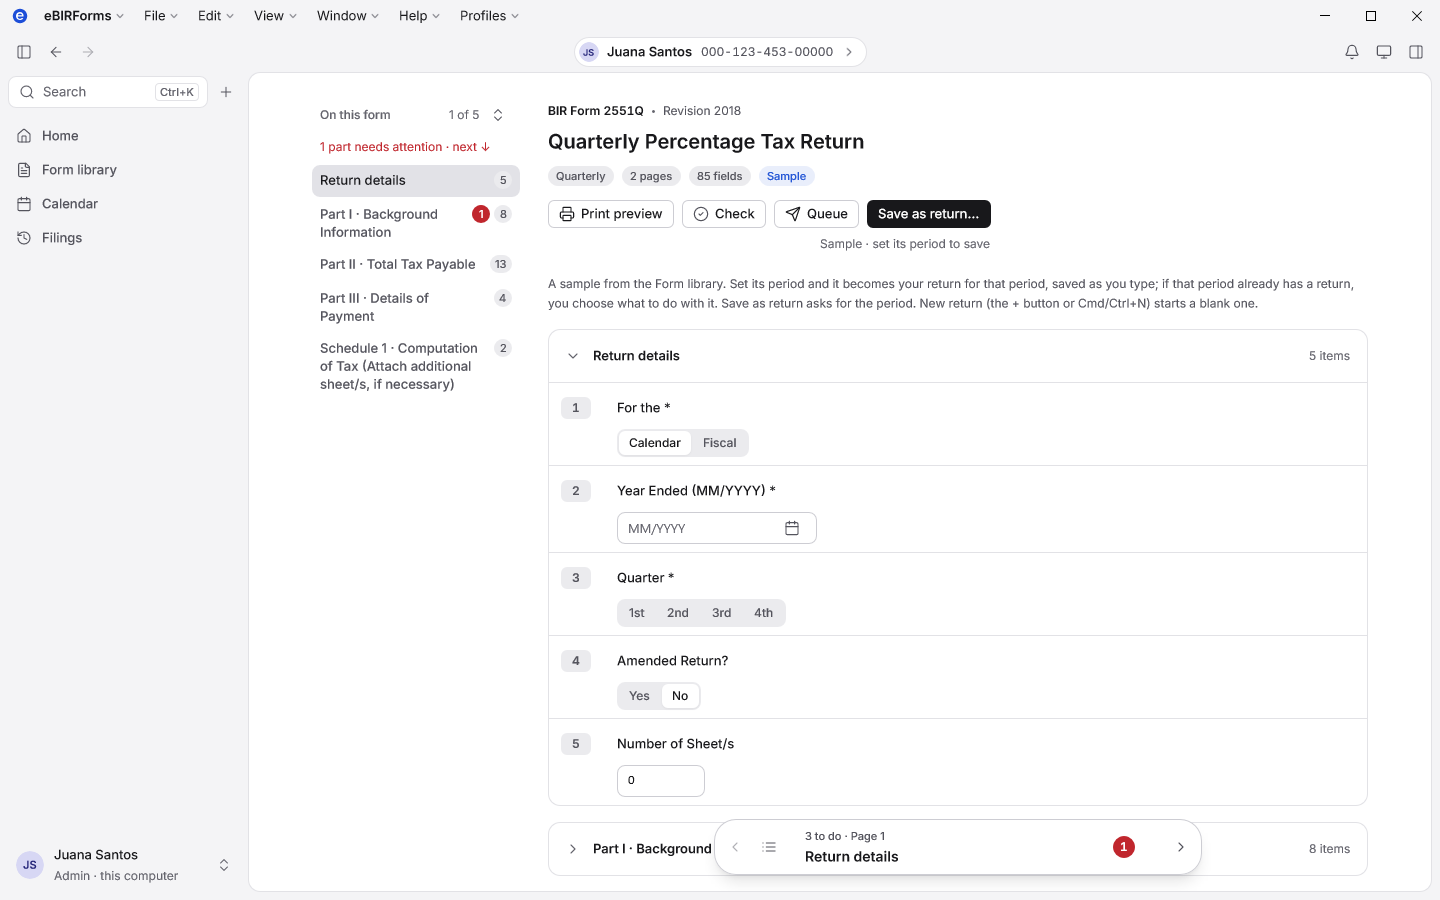 eBIRForms File Edit View Window Help Profiles
JS Juana Santos 000-123-453-00000
Search Ctrl+K
Home
Form library
Calendar
Filings
JS Juana Santos
Admin · this computer
On this form 1 of 5
1 part needs attention · next ↓
Return details 5
Part I · Background 1 8
Information
Part II · Total Tax Payable 13
Part III · Details of 4
Payment
Schedule 1 · Computation 2
of Tax (Attach additional
sheet/s, if necessary)
BIR Form 2551Q • Revision 2018
Quarterly Percentage Tax Return
Quarterly 2 pages 85 fields Sample
Print preview Check Queue Save as return...
Sample · set its period to save
A sample from the Form library. Set its period and it becomes your return for that period, saved as you type; if that period already has a return,
you choose what to do with it. Save as return asks for the period. New return (the + button or Cmd/Ctrl+N) starts a blank one.
Return details 5 items
1 For the *
Calendar Fiscal
2 Year Ended (MM/YYYY) *
MM/YYYY
3 Quarter *
1st 2nd 3rd 4th
4 Amended Return?
Yes No
5 Number of Sheet/s
0
Part I · Background 8 items
3 to do · Page 1
Return details 1